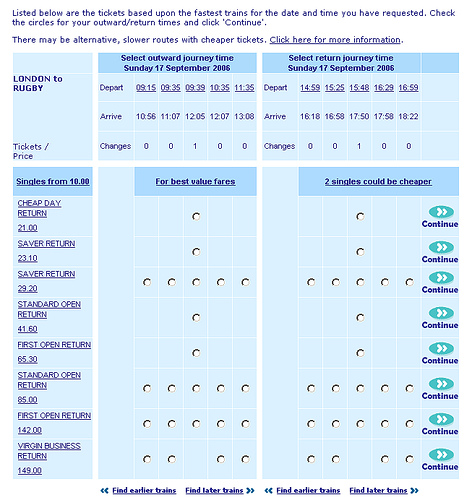 Listed below are the tickets based upon the fastest trains for the date and time you have requested. Check
the circles for your outward/return times and click 'Continue'.
There may be alternative, slower routes with cheaper tickets. Click here for more information.
Select outward journey time
Sunday 17 September 2006
Select return journey time
Sunday 17 September 2006
LONDON to
RUGBY
Depart 09:15 09:35 09:39 10:35 11:35 Depart 14:59 15:25 15:48 16:29 16:59
Arrive 10:56 11:07 12:05 12:07 13:08 Arrive 16:18 16:58 17:50 17:58 18:22
Tickets /
Price
Changes 0 0 1 0 0 Changes 0 0 1 0 0
Singles from 10.00 For best value fares 2 singles could be cheaper
CHEAP DAY
RETURN
21.00
Continue
SAVER RETURN
23.10
Continue
SAVER RETURN
29.20
Continue
STANDARD OPEN
RETURN
41.60
Continue
FIRST OPEN RETURN
65.30
Continue
STANDARD OPEN
RETURN
85.00
Continue
FIRST OPEN RETURN
142.00
Continue
VIRGIN BUSINESS
RETURN
149.00
Continue
Find earlier trains Find later trains Find earlier trains Find later trains